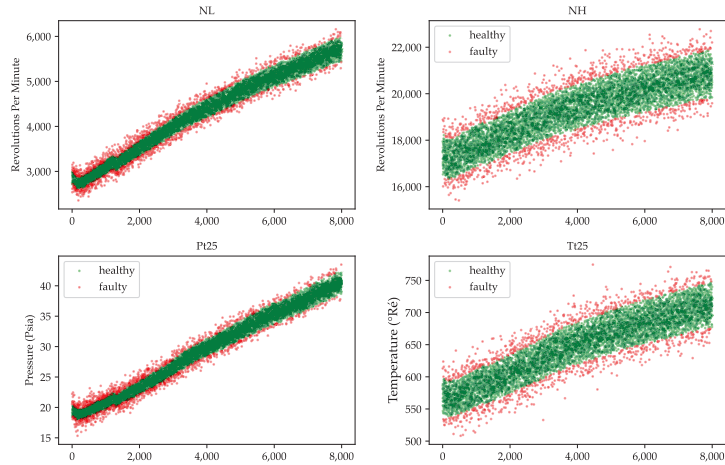 NL
6,000
5,000
4,000
3,000
Revolutions Per Minute
0 2,000 4,000 6,000 8,000
NH
healthy
faulty
22,000
20,000
18,000
16,000
Revolutions Per Minute
0 2,000 4,000 6,000 8,000
Pt25
healthy
faulty
40
35
30
25
20
15
Pressure (Psia)
0 2,000 4,000 6,000 8,000
Tt25
healthy
faulty
750
700
650
600
550
500
Temperature (°Ré)
0 2,000 4,000 6,000 8,000